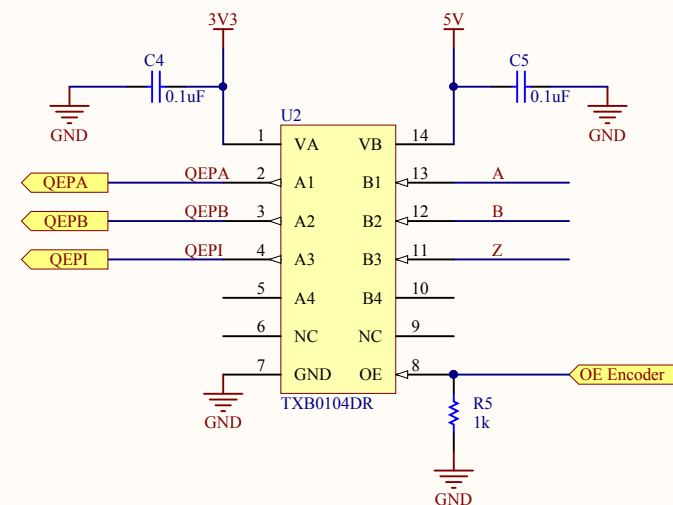 3V3
5V
C4
C5
0.1uF
0.1uF
GND
GND
U2
1 VA VB 14
QEPA QEPA 2 A1 B1 13 A
QEPB QEPB 3 A2 B2 12 B
QEPI QEPI 4 A3 B3 11 Z
5 A4 B4 10
6 NC NC 9
7 GND OE 8
OE Encoder
TXB0104DR
R5
1k
GND
GND